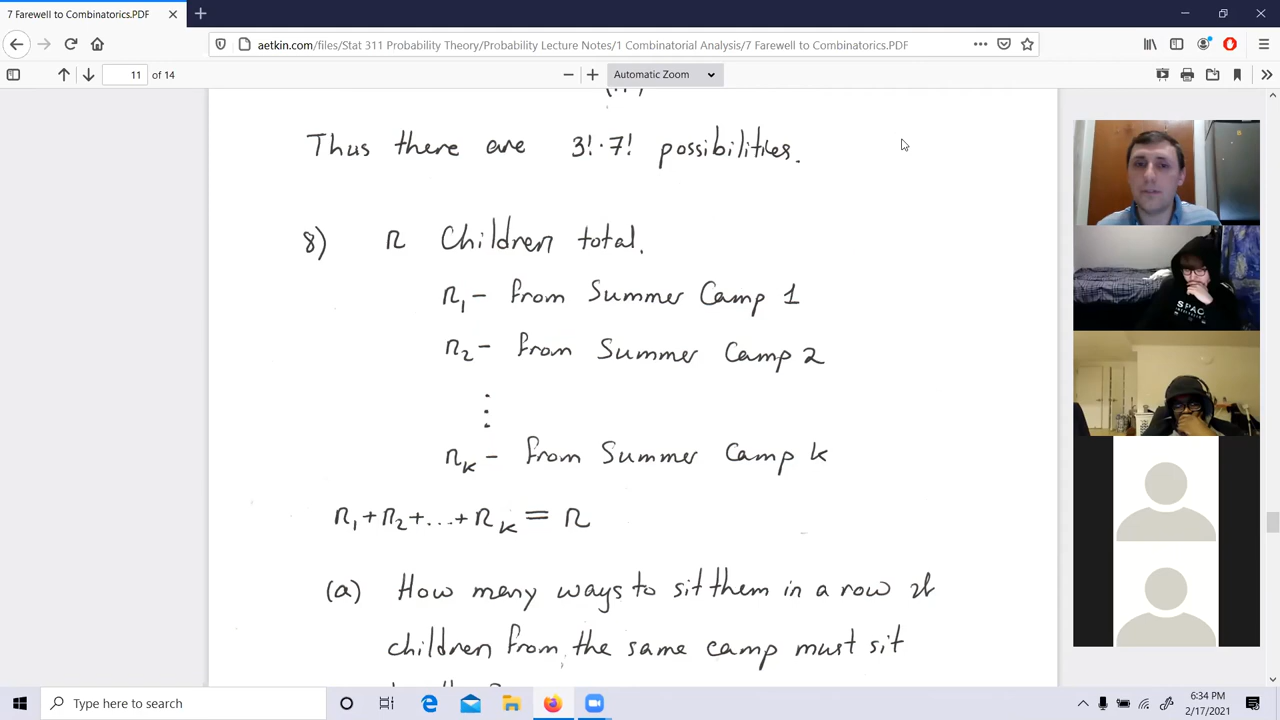 7 Farewell to Combinatorics.PDF
aetkin.com/files/Stat 311 Probability Theory/Probability Lecture Notes/1 Combinatorial Analysis/7 Farewell to Combinatorics.PDF
11 of 14
Automatic Zoom
Thus there are 3!·7! possibilities.
8) n Children total.
n₁ – from Summer Camp 1
n₂ – from Summer Camp 2
⋮
nₖ – from Summer Camp k
n₁+n₂+...+nₖ = n
(a) How many ways to sit them in a row if
children from the same camp must sit
SPACE
Type here to search
6:34 PM
2/17/2021